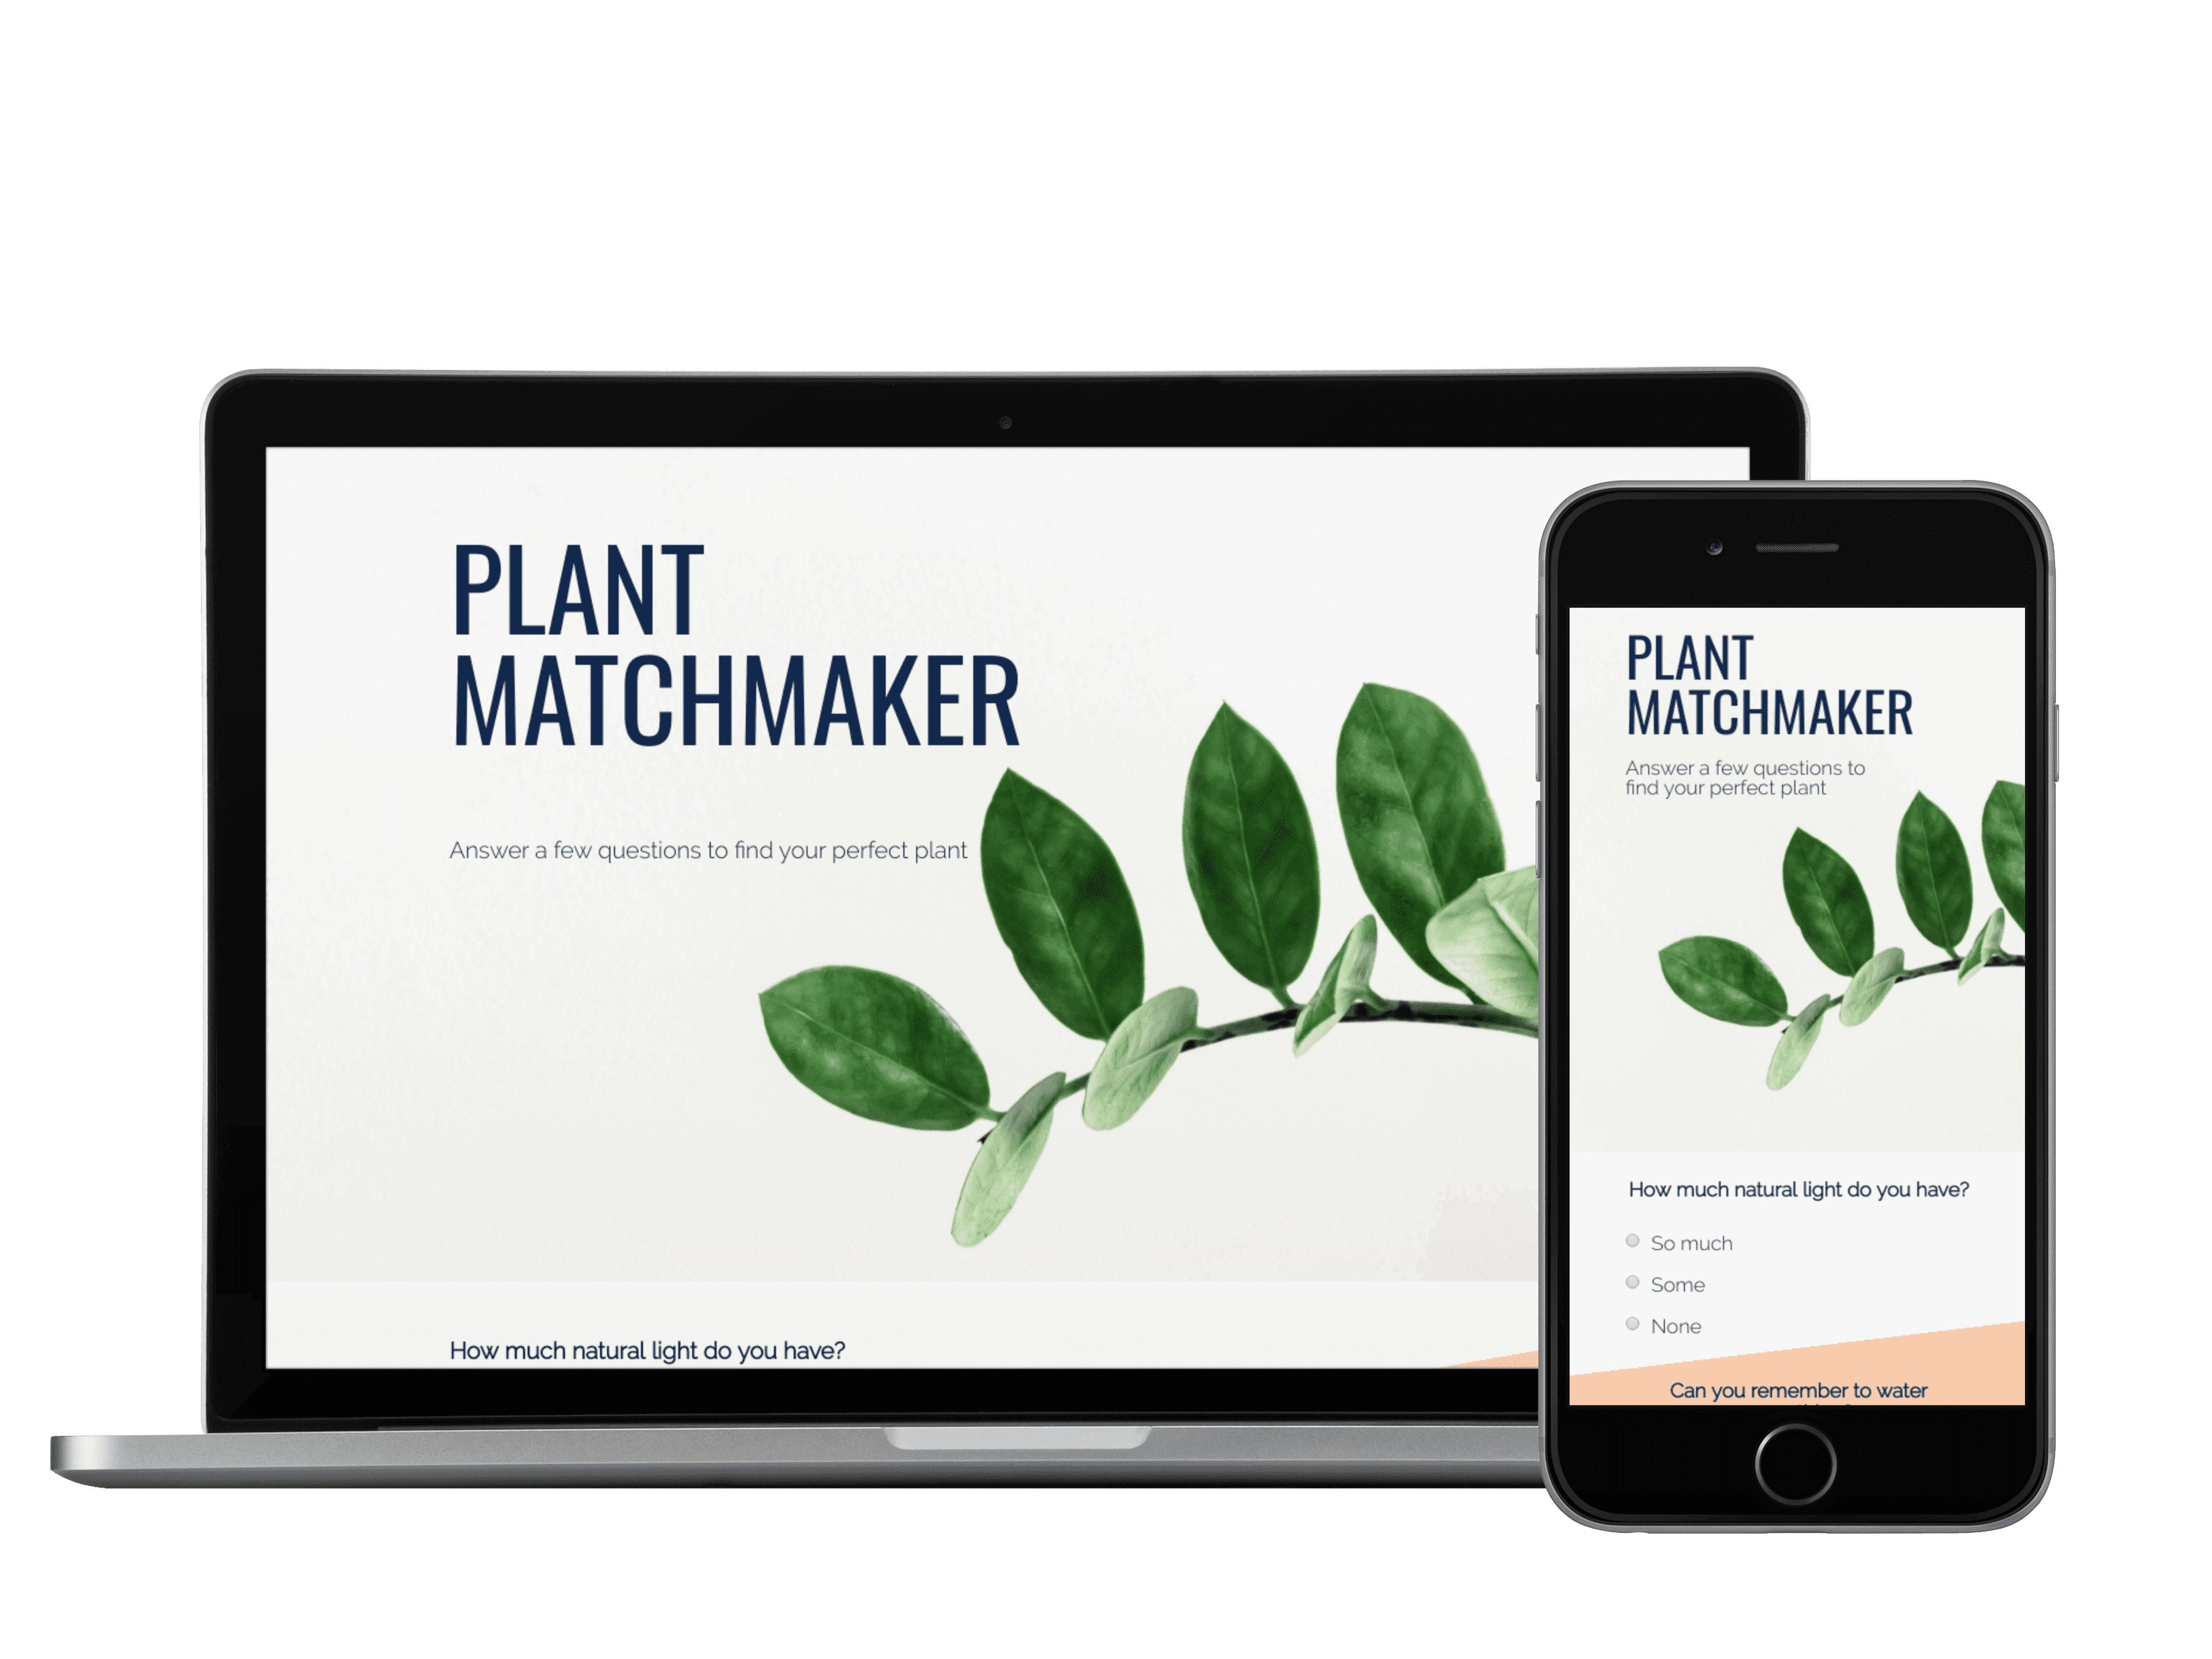 PLANT
MATCHMAKER
Answer a few questions to find your perfect plant
How much natural light do you have?
PLANT
MATCHMAKER
Answer a few questions to
find your perfect plant
How much natural light do you have?
So much
Some
None
Can you remember to water